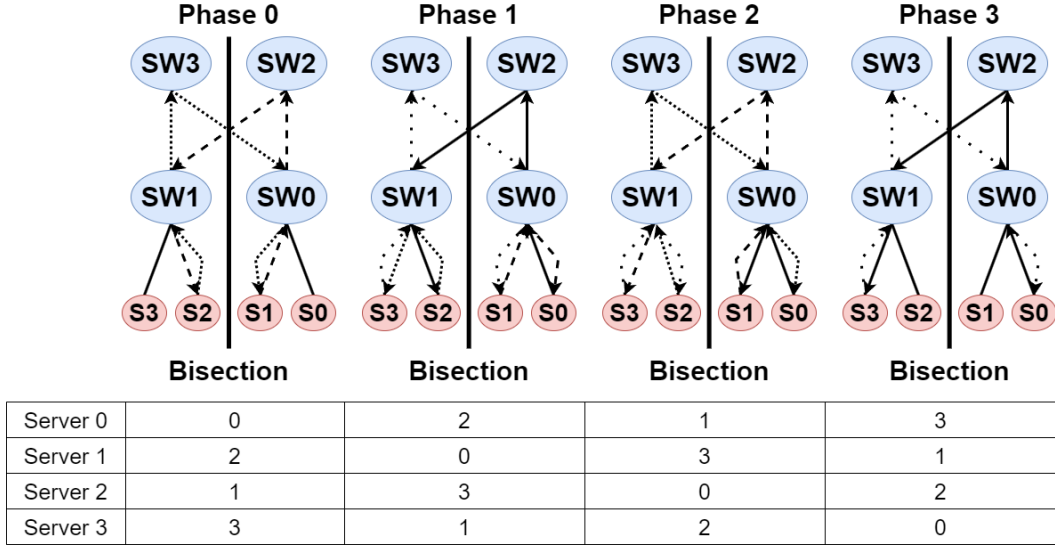 Phase 0 Phase 1 Phase 2 Phase 3
SW3 SW2 SW3 SW2 SW3 SW2 SW3 SW2
SW1 SW0 SW1 SW0 SW1 SW0 SW1 SW0
S3 S2 S1 S0 S3 S2 S1 S0 S3 S2 S1 S0 S3 S2 S1 S0
Bisection Bisection Bisection Bisection
Server 0 0 2 1 3
Server 1 2 0 3 1
Server 2 1 3 0 2
Server 3 3 1 2 0